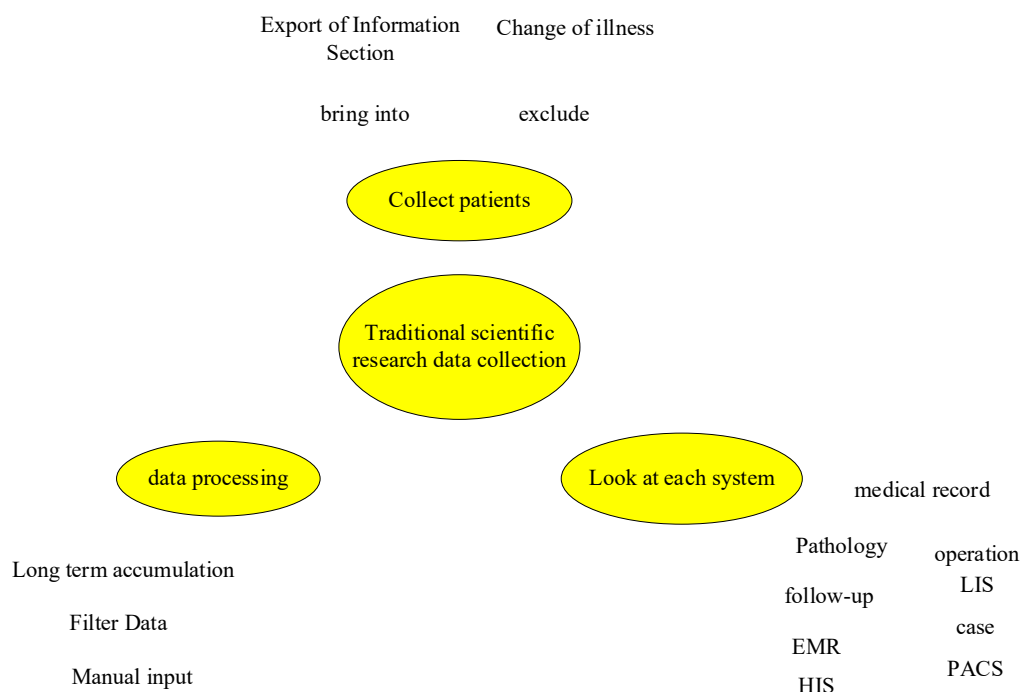 Export of Information
Section
Change of illness
bring into
exclude
Collect patients
Traditional scientific
research data collection
data processing
Look at each system
medical record
Pathology
operation
Long term accumulation
LIS
follow-up
Filter Data
case
EMR
PACS
Manual input
HIS